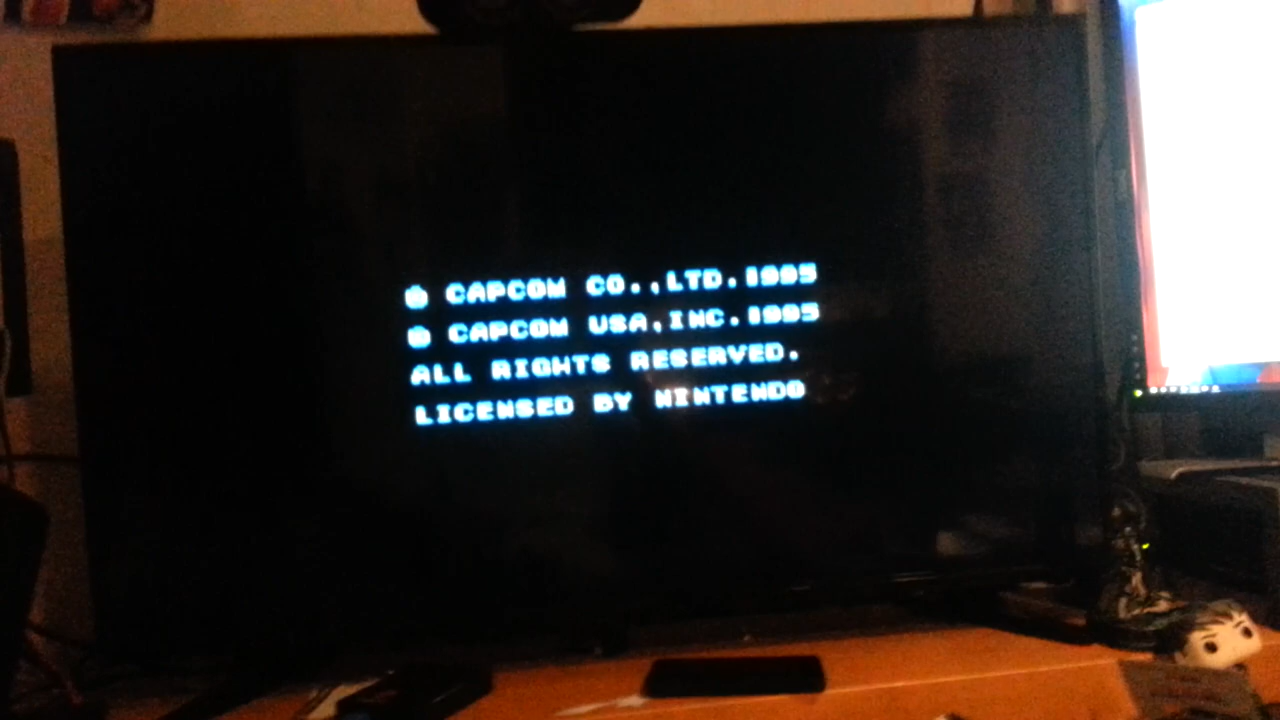 © CAPCOM CO.,LTD.1995
© CAPCOM USA,INC.1995
ALL RIGHTS RESERVED.
LICENSED BY NINTENDO